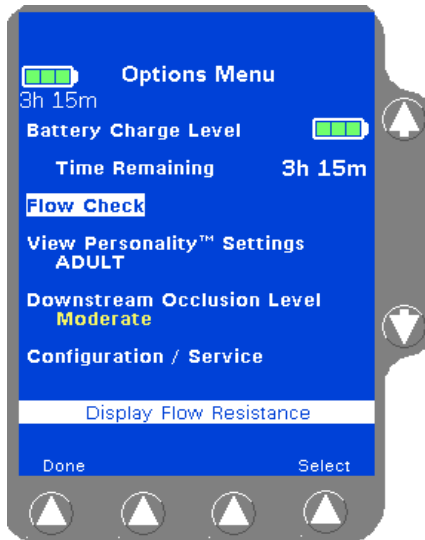 Options Menu
3h 15m
Battery Charge Level
Time Remaining 3h 15m
Flow Check
View Personality™ Settings
ADULT
Downstream Occlusion Level
Moderate
Configuration / Service
Display Flow Resistance
Done Select